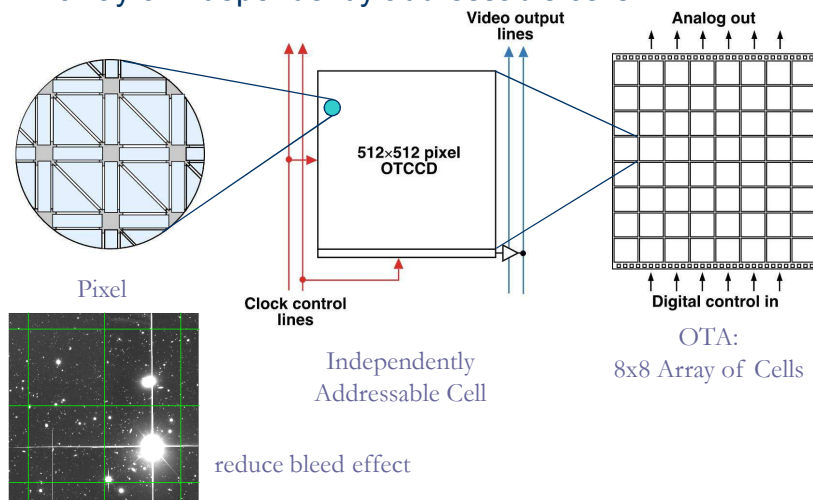 Video output
lines
Analog out
512×512 pixel
OTCCD
Pixel
Clock control
lines
Digital control in
Independently
Addressable Cell
OTA:
8x8 Array of Cells
reduce bleed effect